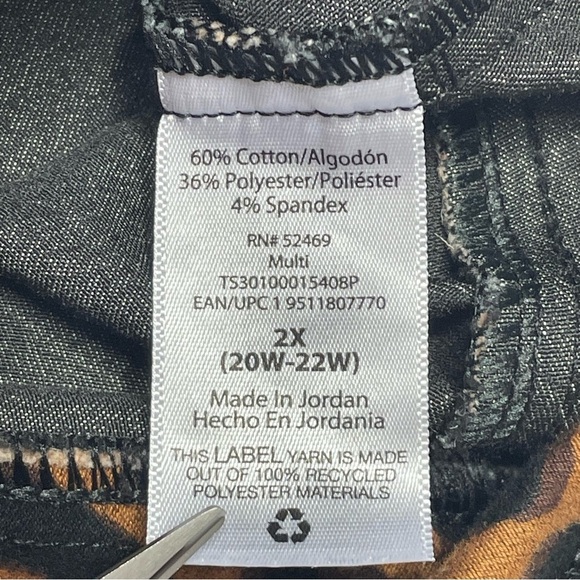 60% Cotton/Algodón
36% Polyester/Poliéster
4% Spandex
RN# 52469
Multi
TS30100015408P
EAN/UPC 1 9511807770
2X
(20W-22W)
Made In Jordan
Hecho En Jordania
THIS LABEL YARN IS MADE
OUT OF 100% RECYCLED
POLYESTER MATERIALS